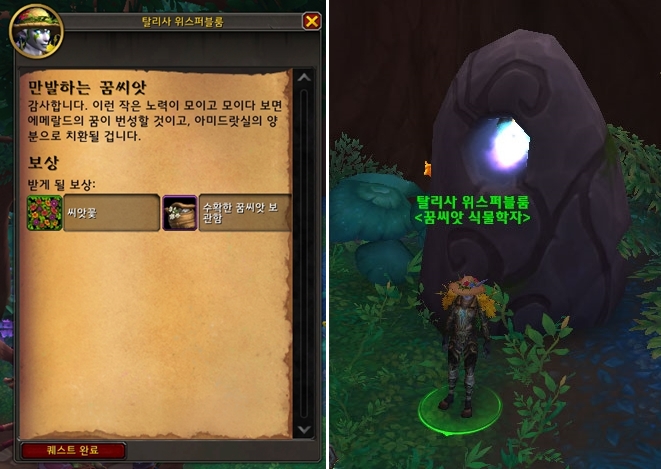 탈리사 위스퍼블룸
만발하는 꿈씨앗
감사합니다. 이런 작은 노력이 모이고 모이다 보면
에메랄드의 꿈이 번성할 것이고, 아미드랏실의 양
분으로 치환될 겁니다.
보상
받게 될 보상:
씨앗꽃
수확한 꿈씨앗 보
관함
퀘스트 완료
탈리사 위스퍼블룸
<꿈씨앗 식물학자>